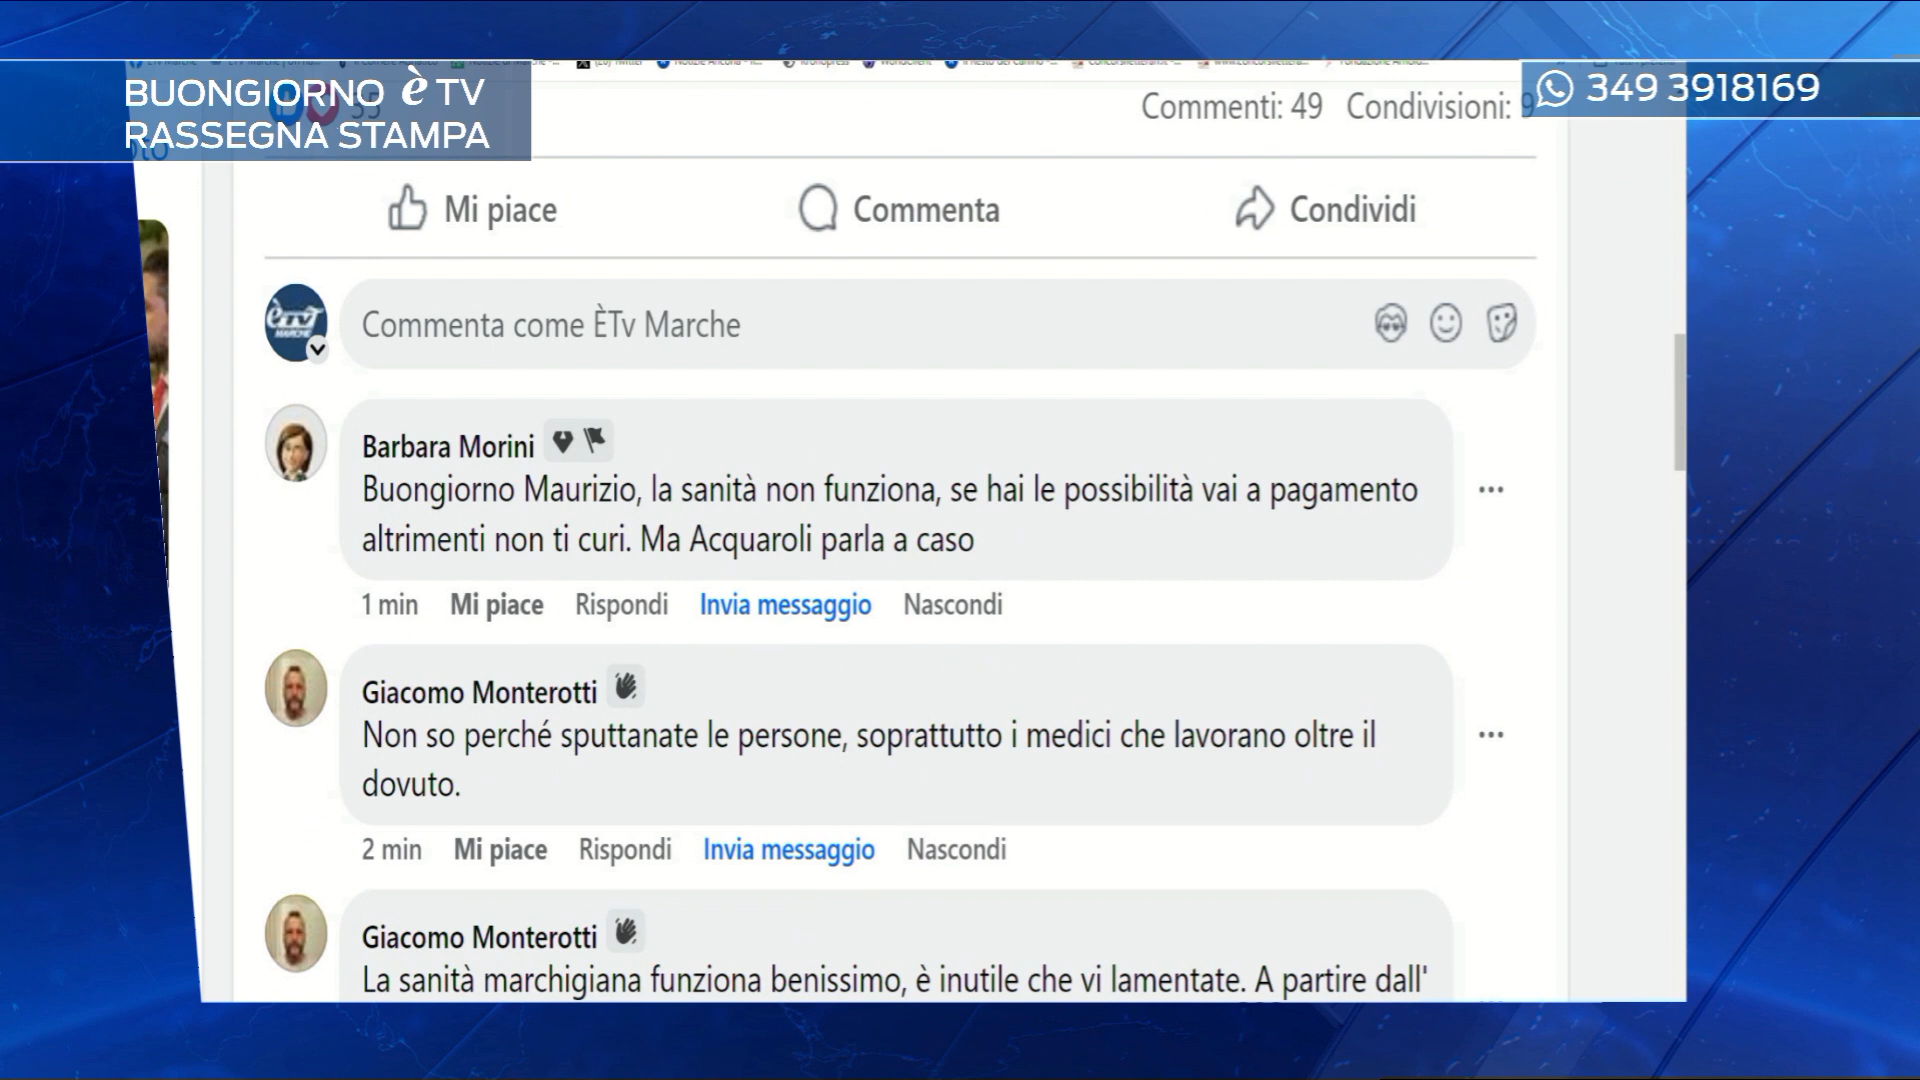 BUONGIORNO è TV
RASSEGNA STAMPA
349 3918169
35
Commenti: 49 Condivisioni: 9
Mi piace
Commenta
Condividi
èTV
MARCHE
Commenta come ÈTv Marche
Barbara Morini
Buongiorno Maurizio, la sanità non funziona, se hai le possibilità vai a pagamento
altrimenti non ti curi. Ma Acquaroli parla a caso
1 min Mi piace Rispondi Invia messaggio Nascondi
Giacomo Monterotti
Non so perché sputtanate le persone, soprattutto i medici che lavorano oltre il
dovuto.
2 min Mi piace Rispondi Invia messaggio Nascondi
Giacomo Monterotti
La sanità marchigiana funziona benissimo, è inutile che vi lamentate. A partire dall'